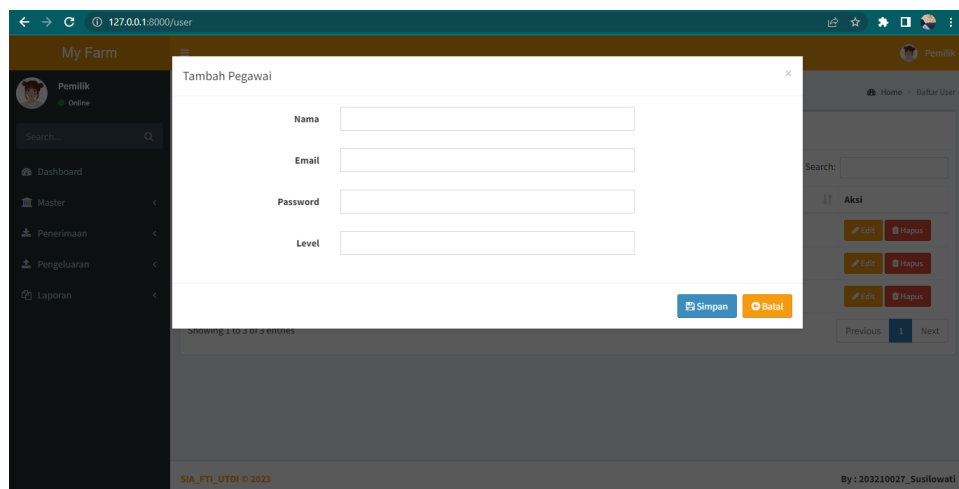 127.0.0.1:8000/user
My Farm
Pemilik
Pemilik
Online
Home > Daftar User
Search...
Dashboard
Master
Penerimaan
Pengeluaran
Laporan
Tambah Pegawai
×
Nama
Email
Password
Level
Simpan
Batal
Search:
Aksi
Edit Hapus
Edit Hapus
Edit Hapus
Showing 1 to 3 of 3 entries
Previous 1 Next
SIA_FTI_UTDI © 2023
By : 203210027_Susilowati